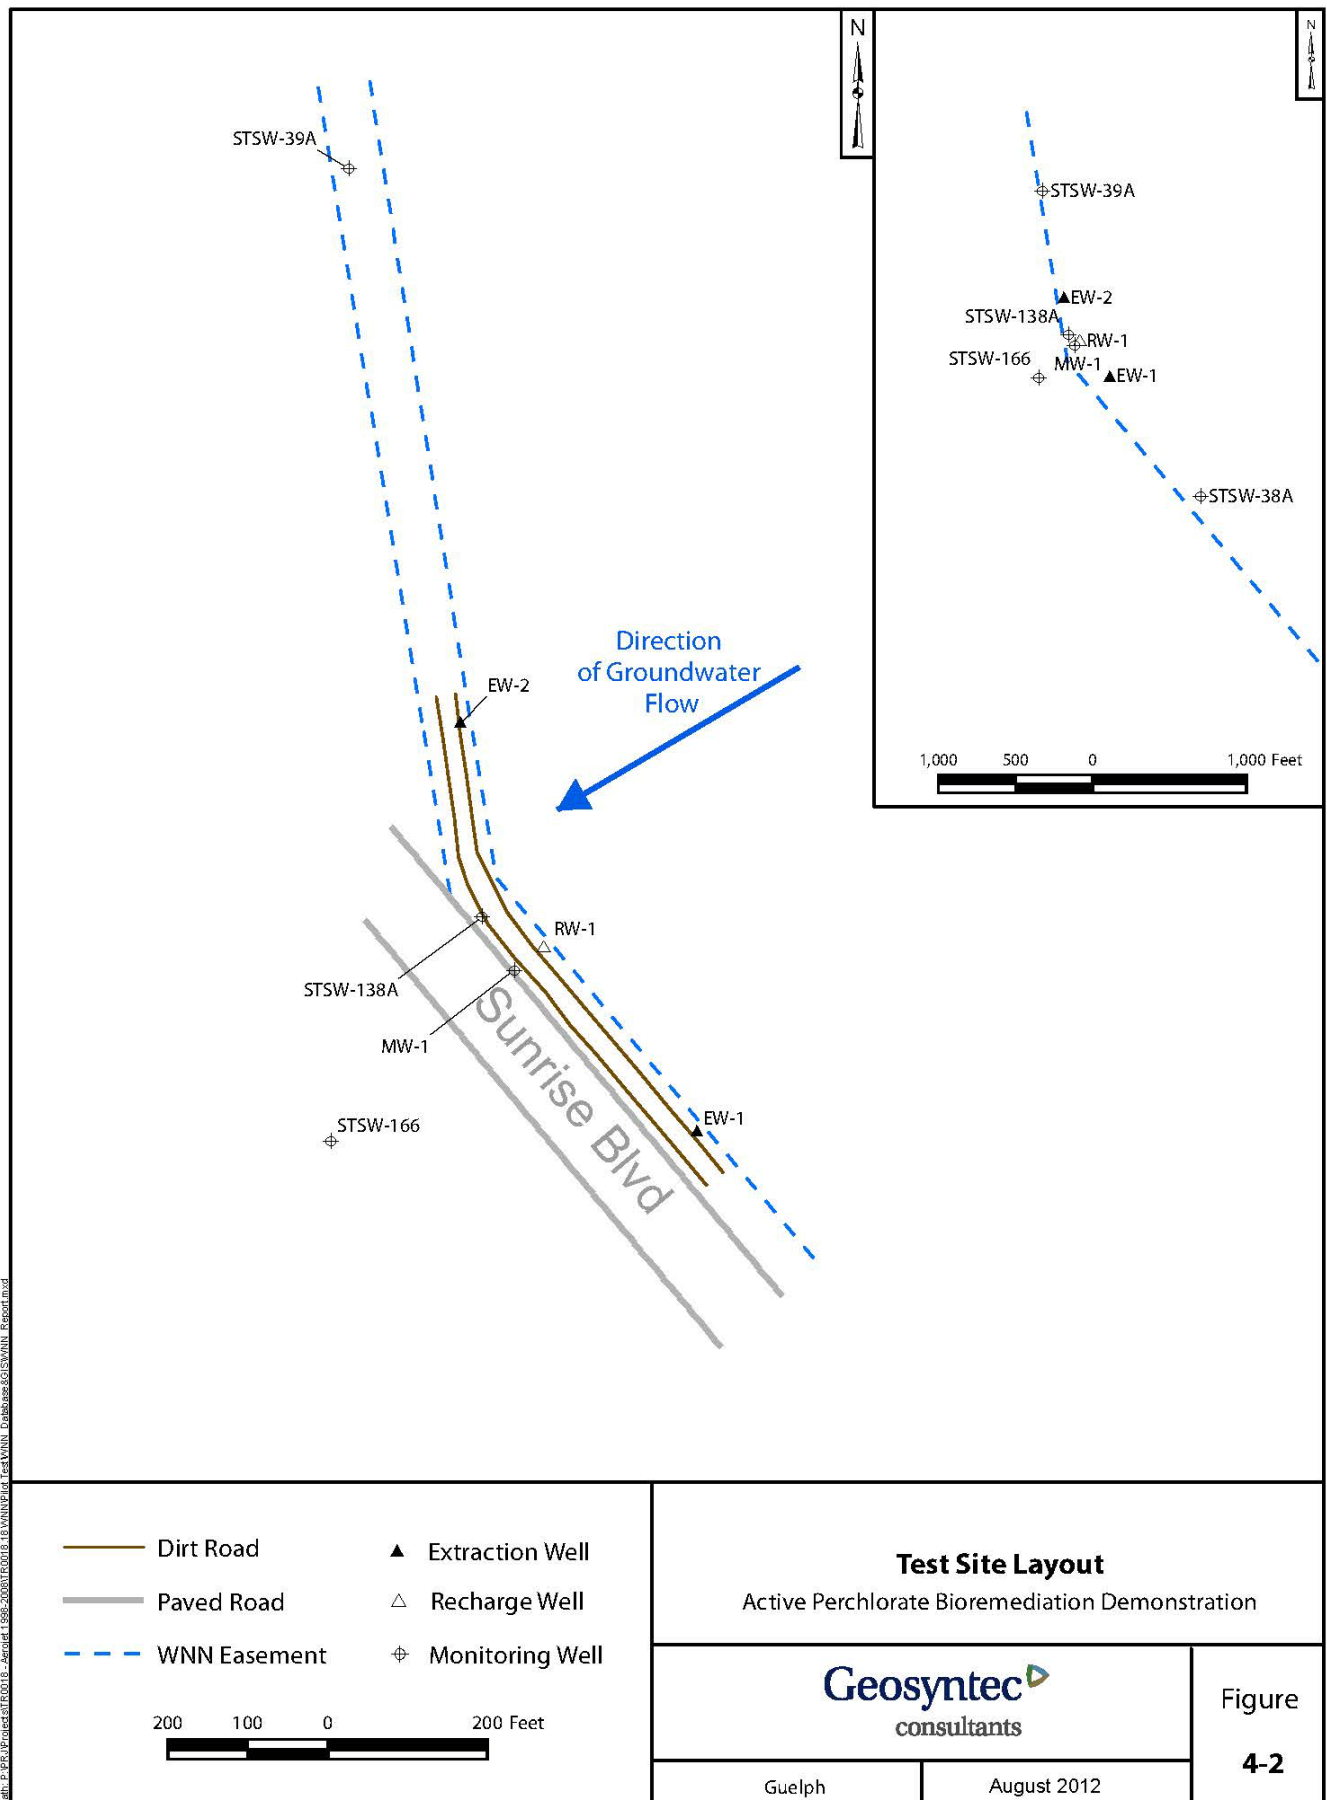 N
STSW-39A
EW-2
Direction
of Groundwater
Flow
RW-1
STSW-138A
MW-1
Sunrise Blvd
STSW-166
EW-1
N
STSW-39A
EW-2
STSW-138A
RW-1
STSW-166
MW-1
EW-1
STSW-38A
1,000 500 0 1,000 Feet
Dirt Road
Paved Road
WNN Easement
Extraction Well
Recharge Well
Monitoring Well
200 100 0 200 Feet
Test Site Layout
Active Perchlorate Bioremediation Demonstration
Geosyntec
consultants
Figure
4-2
Guelph
August 2012